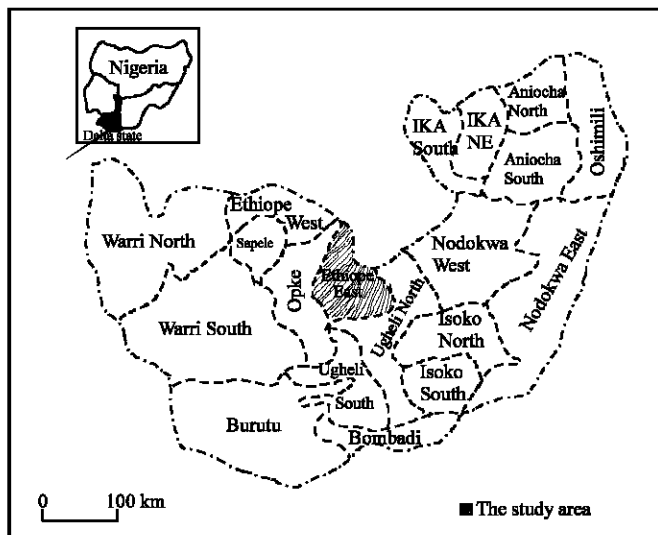 Nigeria
Delta state
IKA
South
IKA
NE
Aniocha
North
Aniocha
South
Oshimili
Ethiope
West
Sapele
Warri North
Opke
Ethiope
East
Nodokwa
West
Nodokwa East
Ugheli North
Warri South
Isoko
North
Isoko
South
Ugheli
South
Burutu
Bombadi
0 100 km
The study area